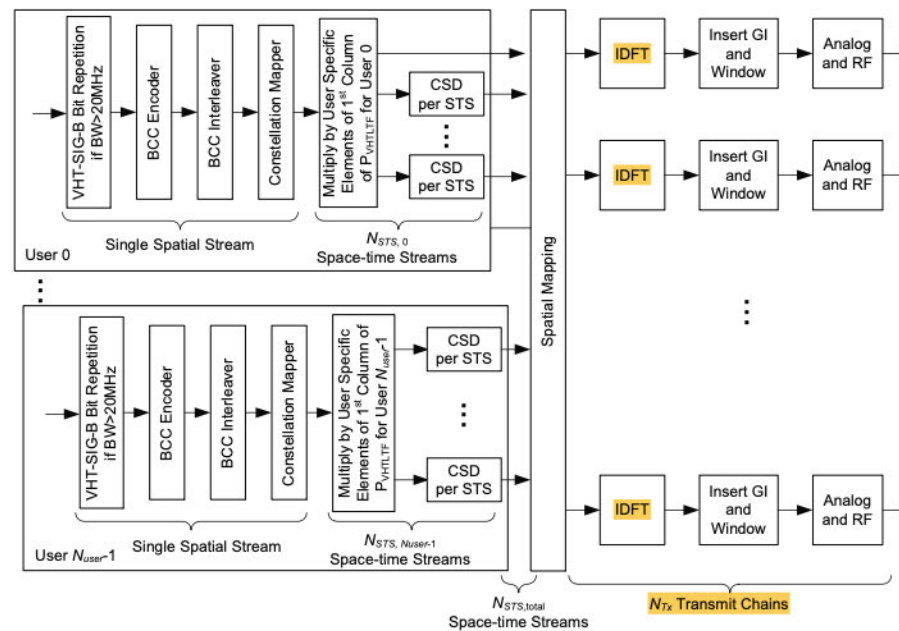 VHT-SIG-B Bit Repetition
if BW>20MHz
BCC Encoder
BCC Interleaver
Constellation Mapper
Multiply by User Specific
Elements of 1st Column
of PVHTLTF for User 0
CSD
per STS
CSD
per STS
Single Spatial Stream
NSTS, 0
Space-time Streams
User 0
VHT-SIG-B Bit Repetition
if BW>20MHz
BCC Encoder
BCC Interleaver
Constellation Mapper
Multiply by User Specific
Elements of 1st Column of
PVHTLTF for User Nuser-1
CSD
per STS
CSD
per STS
Single Spatial Stream
NSTS, Nuser-1
Space-time Streams
User Nuser-1
NSTS,total
Space-time Streams
Spatial Mapping
IDFT
Insert GI
and
Window
Analog
and RF
IDFT
Insert GI
and
Window
Analog
and RF
IDFT
Insert GI
and
Window
Analog
and RF
NTx Transmit Chains